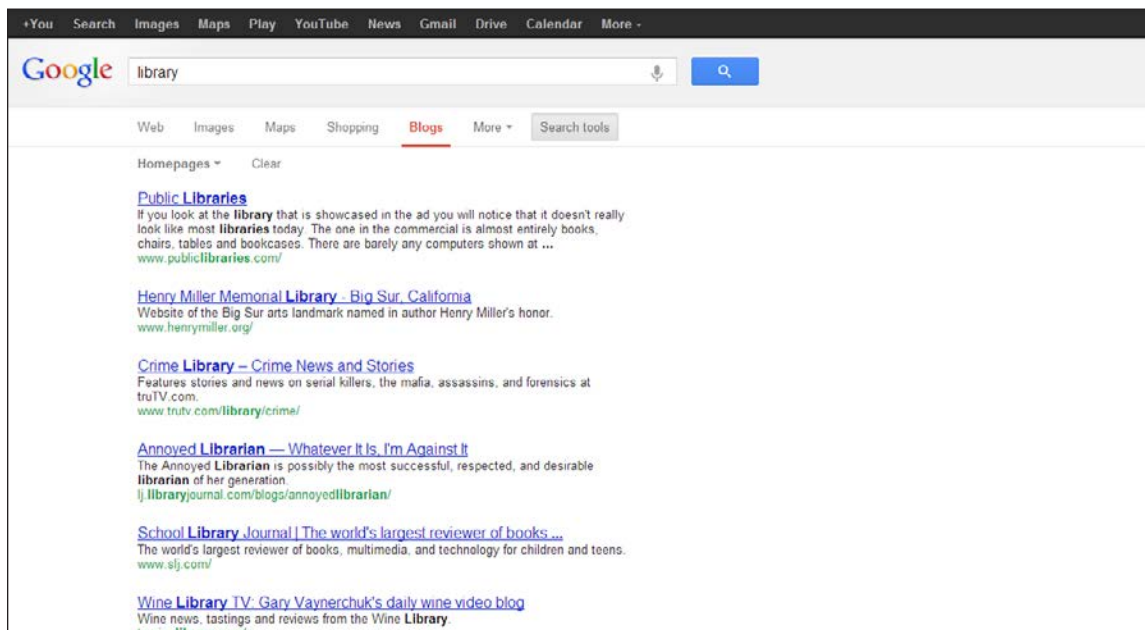 +You Search Images Maps Play YouTube News Gmail Drive Calendar More
Google library
Web Images Maps Shopping Blogs More Search tools
Homepages Clear
Public Libraries
If you look at the library that is showcased in the ad you will notice that it doesn't really
look like most libraries today. The one in the commercial is almost entirely books,
chairs, tables and bookcases. There are barely any computers shown at ...
www.publiclibraries.com/
Henry Miller Memorial Library - Big Sur, California
Website of the Big Sur arts landmark named in author Henry Miller's honor.
www.henrymiller.org/
Crime Library – Crime News and Stories
Features stories and news on serial killers, the mafia, assassins, and forensics at
truTV.com.
www.trutv.com/library/crime/
Annoyed Librarian — Whatever It Is, I'm Against It
The Annoyed Librarian is possibly the most successful, respected, and desirable
librarian of her generation.
lj.libraryjournal.com/blogs/annoyedlibrarian/
School Library Journal | The world's largest reviewer of books ...
The world's largest reviewer of books, multimedia, and technology for children and teens.
www.slj.com/
Wine Library TV: Gary Vaynerchuk's daily wine video blog
Wine news, tastings and reviews from the Wine Library.